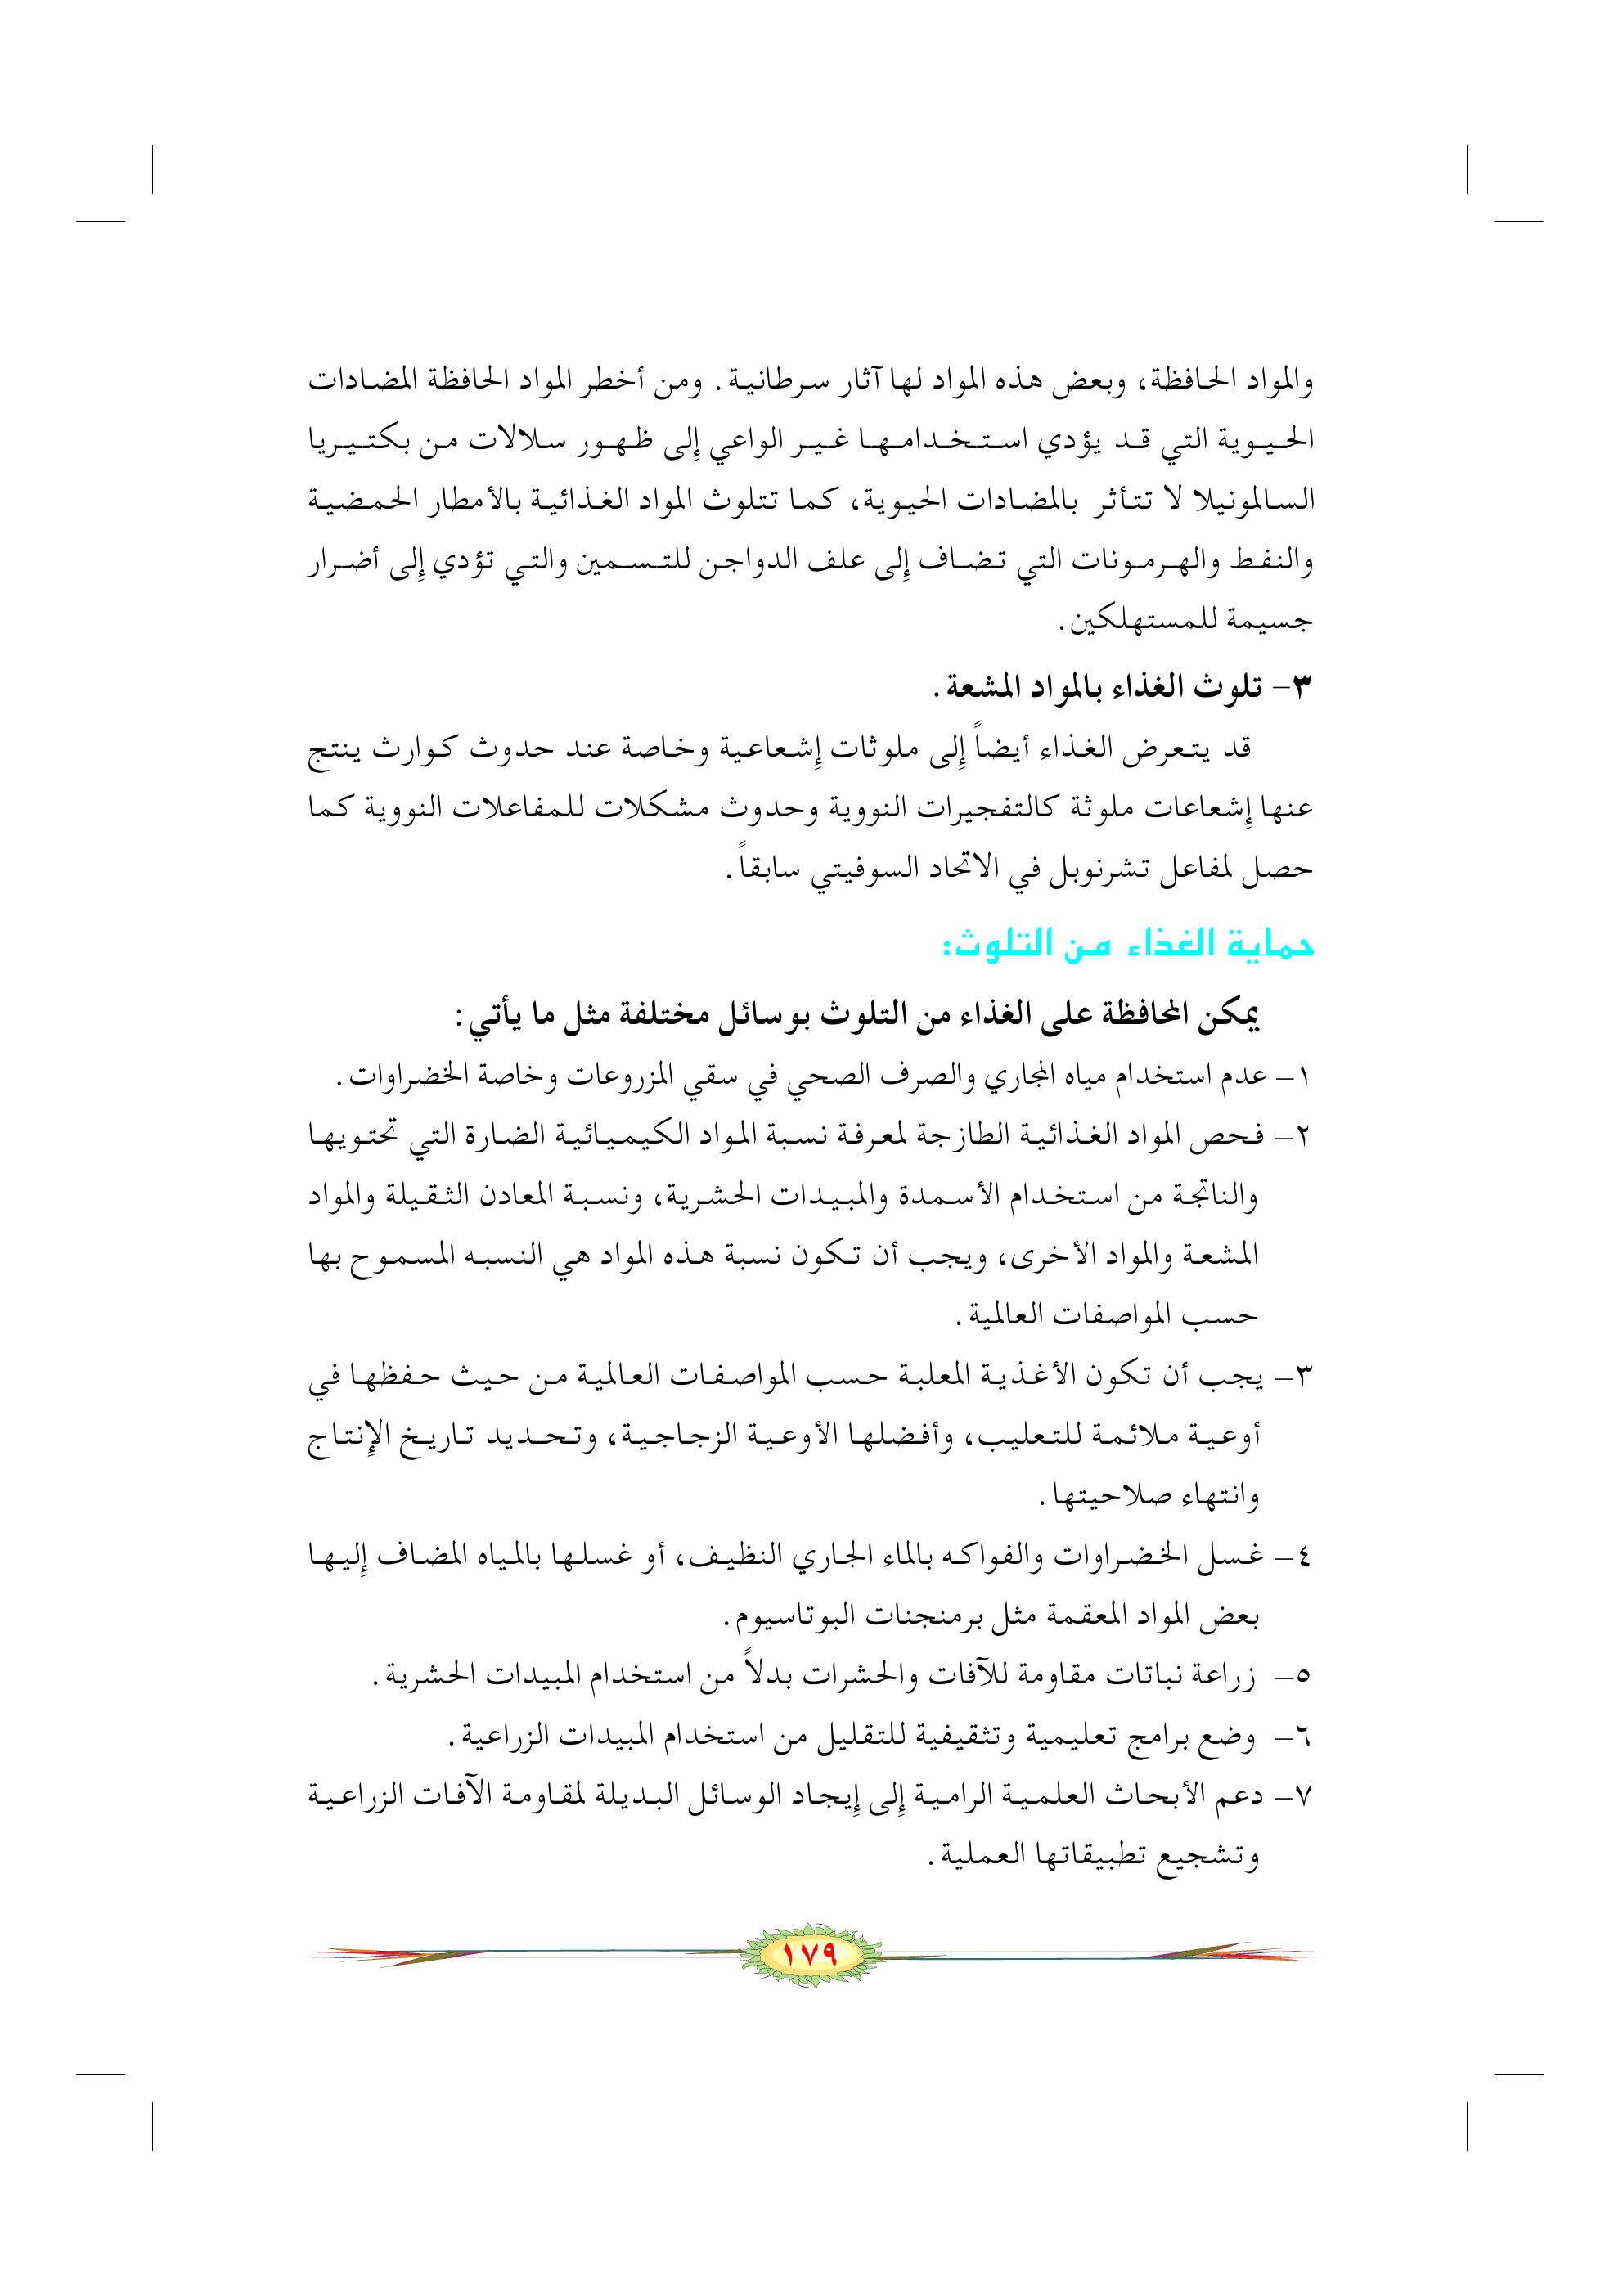 والمواد الحافظة، وبعض هذه المواد لها آثار سرطانية. ومن أخطر المواد الحافظة المضادات
الحيوية التي قد يؤدي استخدامها غير الواعي إِلى ظهور سلالات من بكتيريا
السالمونيلا لا تتأثر بالمضادات الحيوية، كما تتلوث المواد الغذائية بالأمطار الحمضية
والنفط والهرمونات التي تضاف إِلى علف الدواجن للتسمين والتي تؤدي إِلى أضرار
جسيمة للمستهلكين.
٣- تلوث الغذاء بالمواد المشعة.
قد يتعرض الغذاء أيضاً إِلى ملوثات إِشعاعية وخاصة عند حدوث كوارث ينتج
عنها إِشعاعات ملوثة كالتفجيرات النووية وحدوث مشكلات للمفاعلات النووية كما
حصل لمفاعل تشرنوبل في الاتحاد السوفيتي سابقاً.
حماية الغذاء من التلوث:
يمكن المحافظة على الغذاء من التلوث بوسائل مختلفة مثل ما يأتي:
١- عدم استخدام مياه المجاري والصرف الصحي في سقي المزروعات وخاصة الخضراوات.
٢- فحص المواد الغذائية الطازجة لمعرفة نسبة المواد الكيميائية الضارة التي تحتويها
والناتجة من استخدام الأسمدة والمبيدات الحشرية، ونسبة المعادن الثقيلة والمواد
المشعة والمواد الأخرى، ويجب أن تكون نسبة هذه المواد هي النسبه المسموح بها
حسب المواصفات العالمية.
٣- يجب أن تكون الأغذية المعلبة حسب المواصفات العالمية من حيث حفظها في
أوعية ملائمة للتعليب، وأفضلها الأوعية الزجاجية، وتحديد تاريخ الإِنتاج
وانتهاء صلاحيتها.
٤- غسل الخضراوات والفواكه بالماء الجاري النظيف، أو غسلها بالمياه المضاف إِليها
بعض المواد المعقمة مثل برمنجنات البوتاسيوم.
٥- زراعة نباتات مقاومة للآفات والحشرات بدلاً من استخدام المبيدات الحشرية.
٦- وضع برامج تعليمية وتثقيفية للتقليل من استخدام المبيدات الزراعية.
٧- دعم الأبحاث العلمية الرامية إِلى إِيجاد الوسائل البديلة لمقاومة الآفات الزراعية
وتشجيع تطبيقاتها العملية.
١٧٩